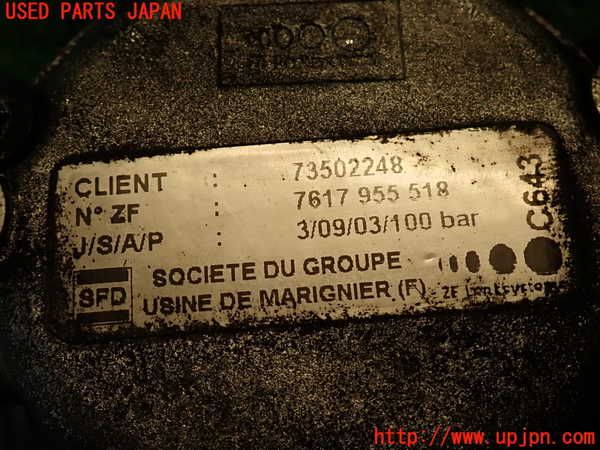 USED PARTS JAPAN
CLIENT : 73502248
N° ZF : 7617 955 518
J/S/A/P : 3/09/03/100 bar
C643
SFD SOCIETE DU GROUPE
USINE DE MARIGNIER (F) ZF
http://www.upjpn.com/